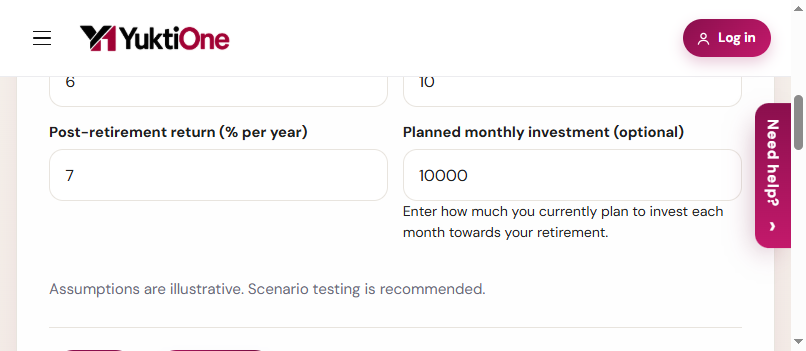 YuktiOne
Log in
6
10
Post-retirement return (% per year)
Planned monthly investment (optional)
7
10000
Enter how much you currently plan to invest each
month towards your retirement.
Assumptions are illustrative. Scenario testing is recommended.
Need help? ›